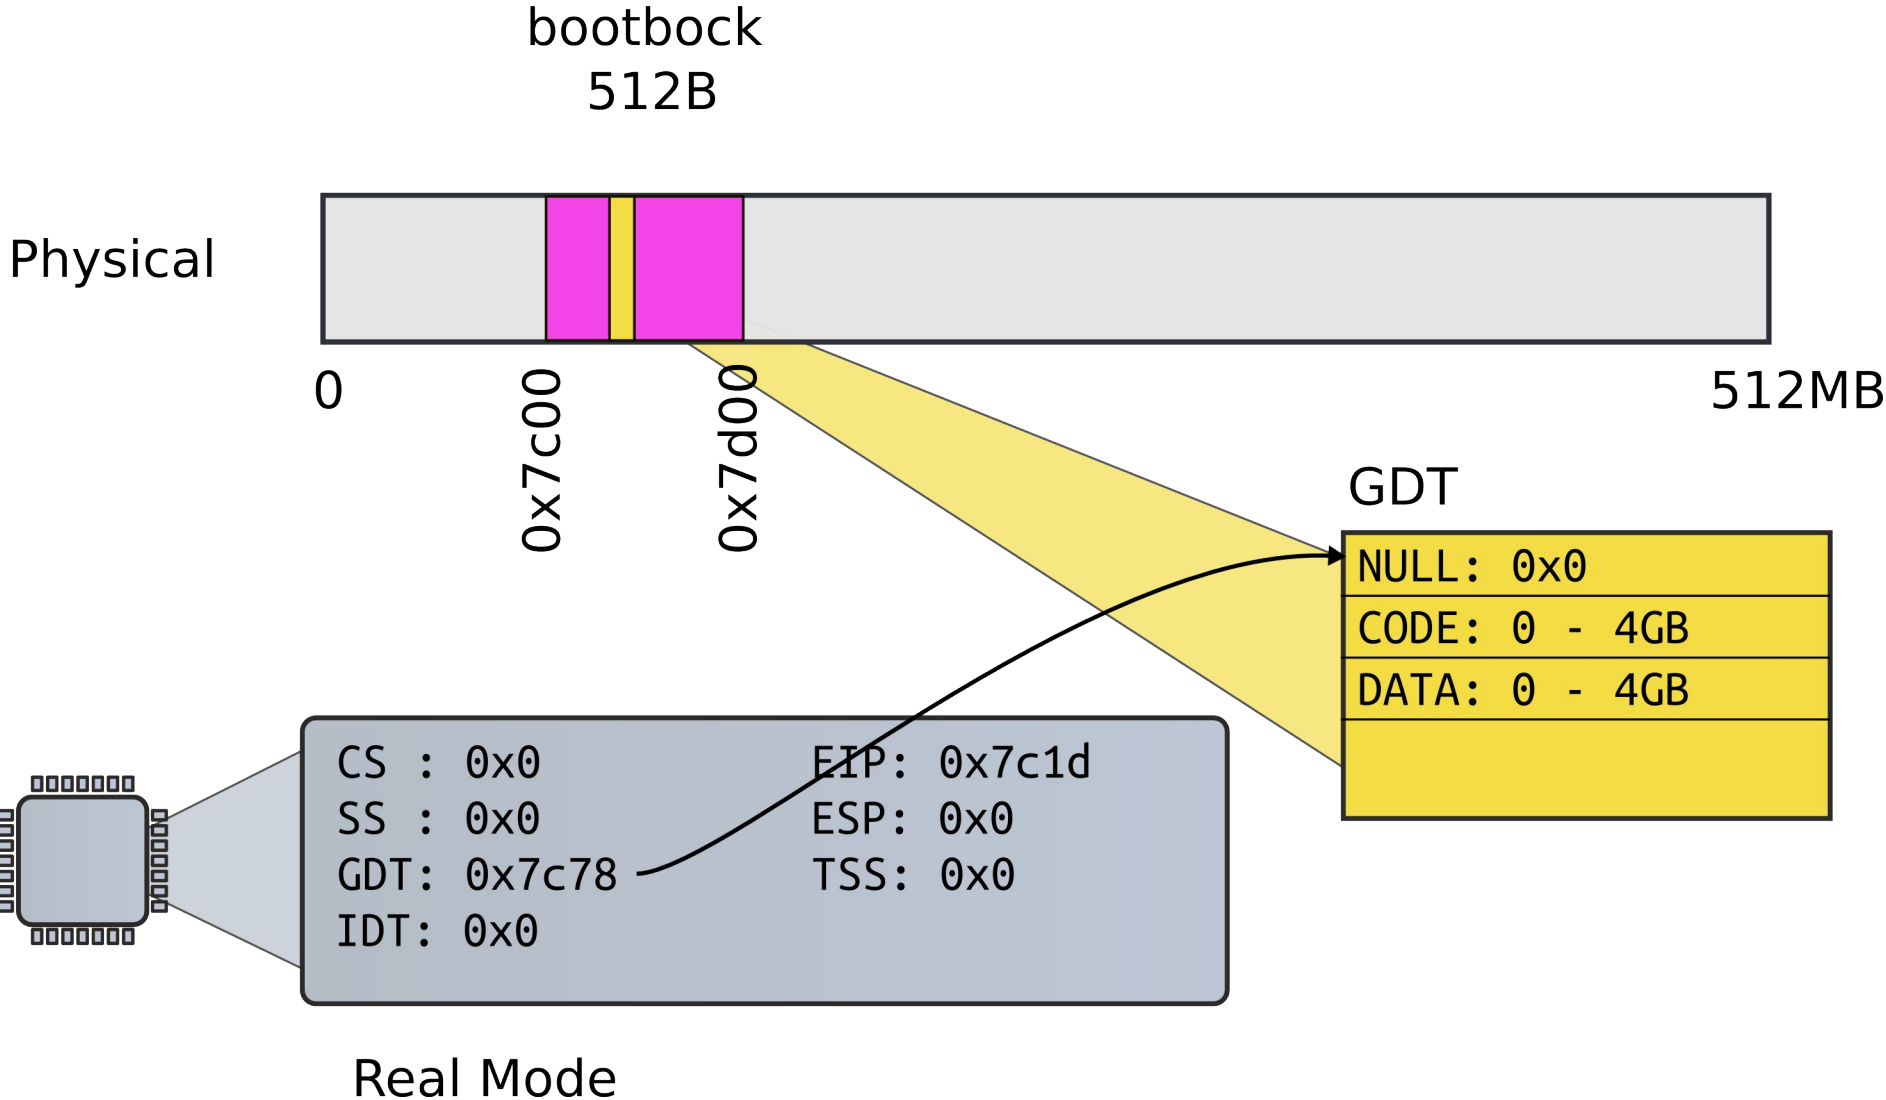 bootbock
512B
Physical
0
0x7c00
0x7d00
512MB
GDT
NULL: 0x0
CODE: 0 - 4GB
DATA: 0 - 4GB
CS : 0x0
EIP: 0x7c1d
SS : 0x0
ESP: 0x0
GDT: 0x7c78
TSS: 0x0
IDT: 0x0
Real Mode